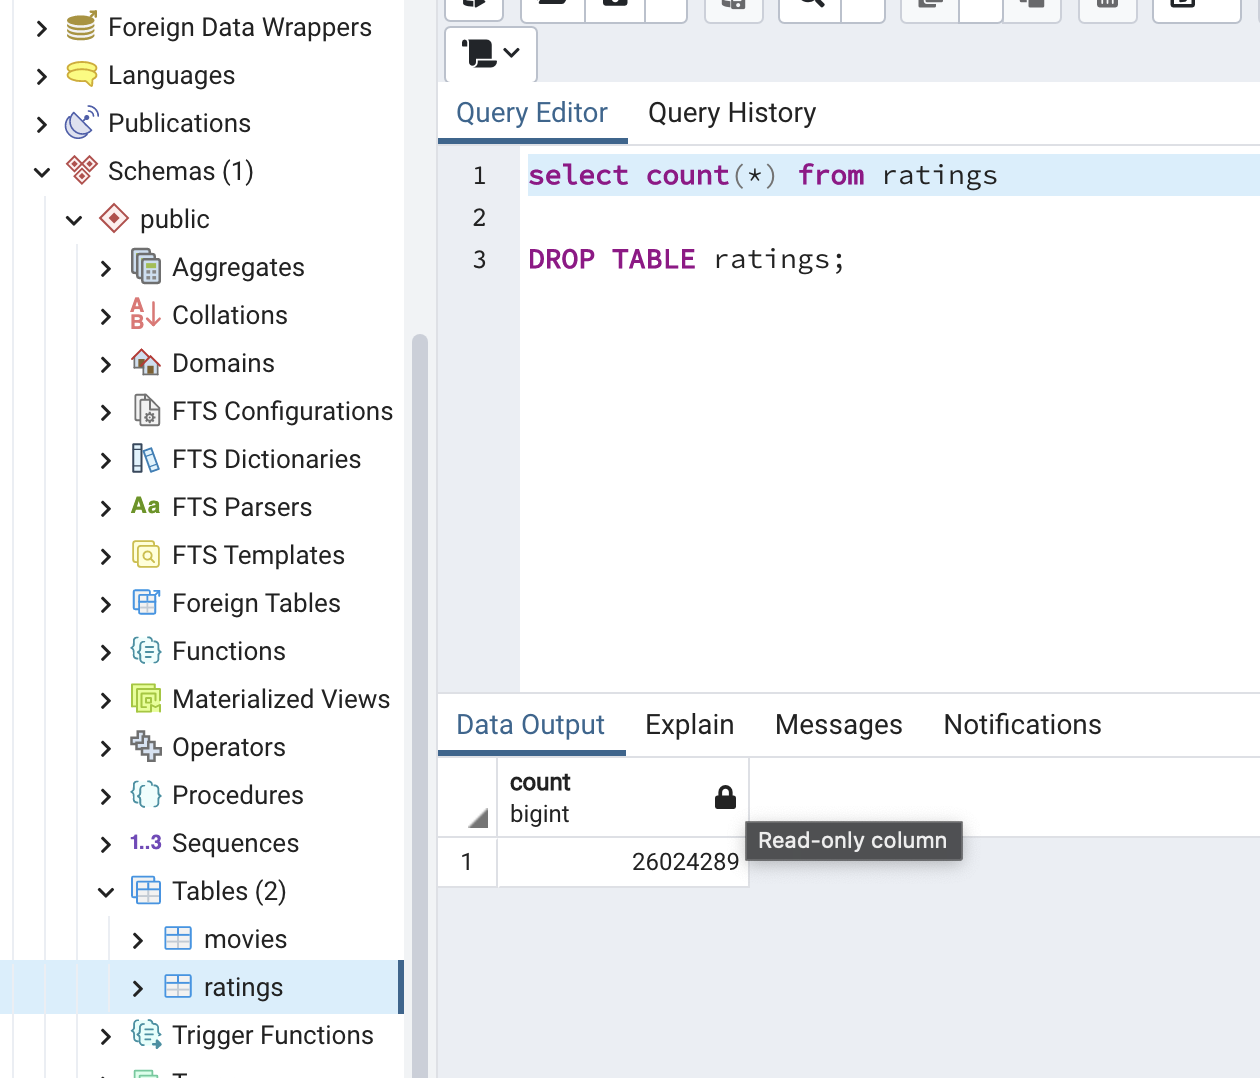 Foreign Data Wrappers
Languages
Publications
Schemas (1)
public
Aggregates
Collations
Domains
FTS Configurations
FTS Dictionaries
Aa FTS Parsers
FTS Templates
Foreign Tables
Functions
Materialized Views
Operators
Procedures
1..3 Sequences
Tables (2)
movies
ratings
Trigger Functions
Query Editor Query History
1 select count(*) from ratings
2
3 DROP TABLE ratings;
Data Output Explain Messages Notifications
count
bigint
Read-only column
1 26024289